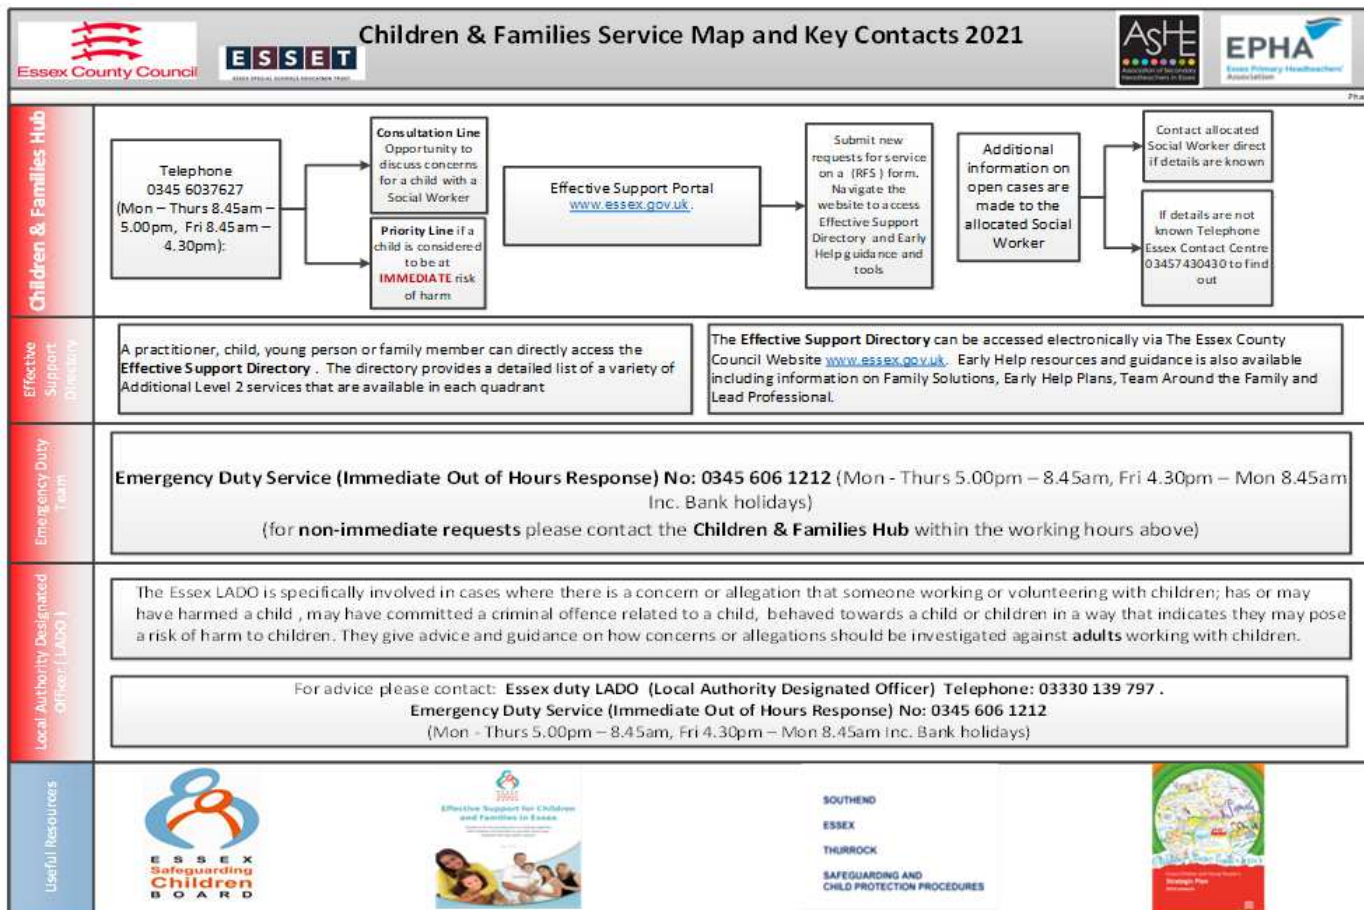 Children & Families Service Map and Key Contacts 2021
Essex County Council
ESSET
ESSEX SPECIAL SCHOOLS EDUCATION TRUST
ASHE
Association of Secondary
Headteachers in Essex
EPHA
Essex Primary Headteachers'
Association
Pha
Children & Families Hub
Telephone
0345 6037627
(Mon – Thurs 8.45am –
5.00pm, Fri 8.45am –
4.30pm):
Consultation Line
Opportunity to
discuss concerns
for a child with a
Social Worker
Priority Line if a
child is considered
to be at
IMMEDIATE risk
of harm
Effective Support Portal
www.essex.gov.uk.
Submit new
requests for service
on a (RFS ) form.
Navigate the
website to access
Effective Support
Directory and Early
Help guidance and
tools
Additional
information on
open cases are
made to the
allocated Social
Worker
Contact allocated
Social Worker direct
if details are known
If details are not
known Telephone
Essex Contact Centre
03457430430 to find
out
Effective
Support
Directory
A practitioner, child, young person or family member can directly access the
Effective Support Directory . The directory provides a detailed list of a variety of
Additional Level 2 services that are available in each quadrant
The Effective Support Directory can be accessed electronically via The Essex County
Council Website www.essex.gov.uk. Early Help resources and guidance is also available
including information on Family Solutions, Early Help Plans, Team Around the Family and
Lead Professional.
Emergency Duty
Team
Emergency Duty Service (Immediate Out of Hours Response) No: 0345 606 1212 (Mon - Thurs 5.00pm – 8.45am, Fri 4.30pm – Mon 8.45am
Inc. Bank holidays)
(for non-immediate requests please contact the Children & Families Hub within the working hours above)
Local Authority Designated
Officer ( LADO )
The Essex LADO is specifically involved in cases where there is a concern or allegation that someone working or volunteering with children; has or may
have harmed a child , may have committed a criminal offence related to a child, behaved towards a child or children in a way that indicates they may pose
a risk of harm to children. They give advice and guidance on how concerns or allegations should be investigated against adults working with children.
For advice please contact: Essex duty LADO (Local Authority Designated Officer) Telephone: 03330 139 797 .
Emergency Duty Service (Immediate Out of Hours Response) No: 0345 606 1212
(Mon - Thurs 5.00pm – 8.45am, Fri 4.30pm – Mon 8.45am Inc. Bank holidays)
Useful Resources
ESSEX
Safeguarding
Children
BOARD
Effective Support for Children
and Families in Essex
SOUTHEND
ESSEX
THURROCK
SAFEGUARDING AND
CHILD PROTECTION PROCEDURES
Strategic Plan